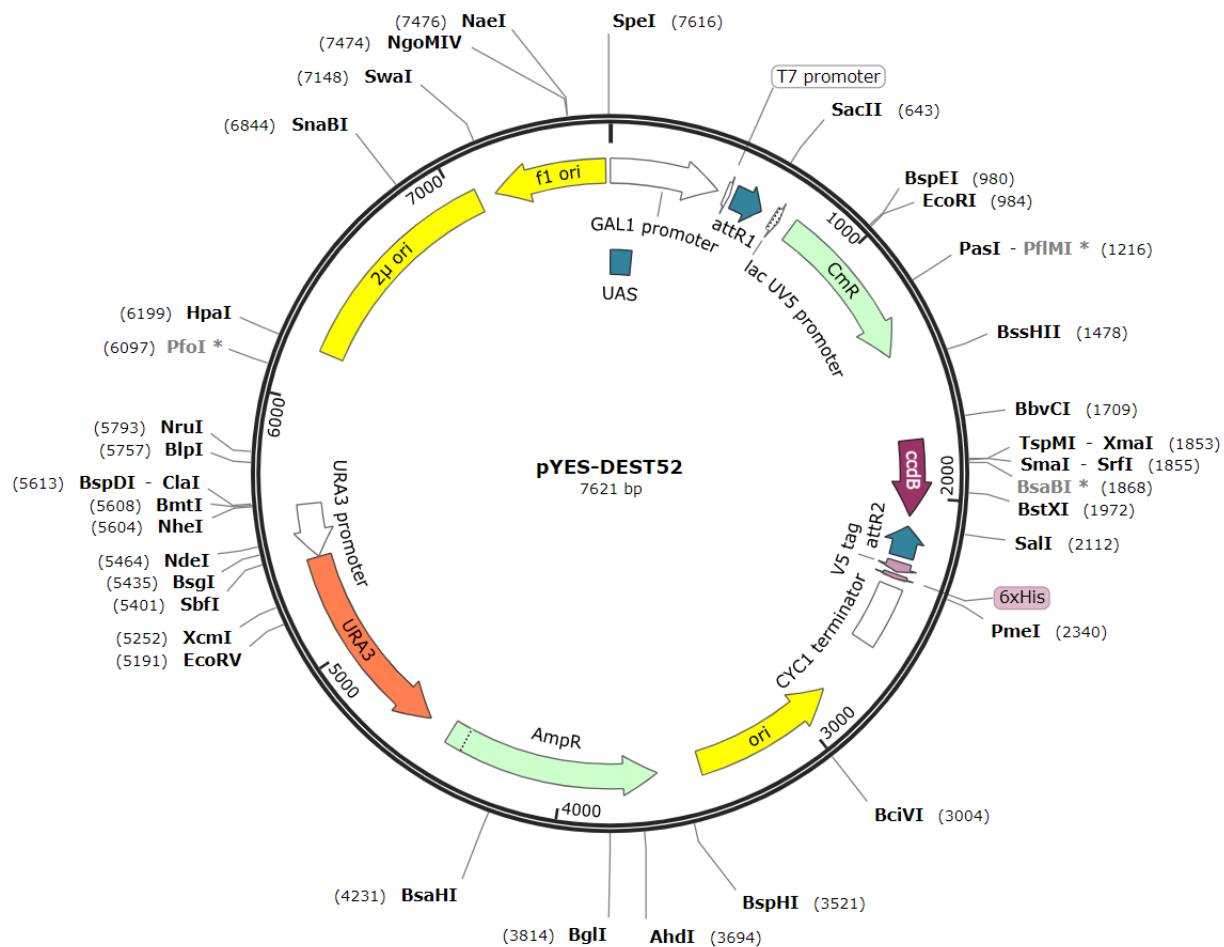 (7476) NaeI
(7474) NgoMIV
(7148) SwaI
(6844) SnaBI
SpeI (7616)
T7 promoter
SacII (643)
BspEI (980)
EcoRI (984)
PasI - PflMI * (1216)
BssHII (1478)
BbvCI (1709)
TspMI - XmaI (1853)
SmaI - SrfI (1855)
BsaBI * (1868)
BstXI (1972)
SalI (2112)
6xHis
PmeI (2340)
BciVI (3004)
BspHI (3521)
AhdI (3694)
(3814) BglI
(4231) BsaHI
(5191) EcoRV
(5252) XcmI
(5401) SbfI
(5435) BsgI
(5464) NdeI
(5604) NheI
(5608) BmtI
(5613) BspDI - ClaI
(5757) BlpI
(5793) NruI
(6097) PfoI *
(6199) HpaI
1000
2000
3000
4000
5000
6000
7000
f1 ori
GAL1 promoter
UAS
attR1
lac UV5 promoter
CmR
ccdB
attR2
V5 tag
CYC1 terminator
ori
AmpR
URA3
URA3 promoter
2μ ori
pYES-DEST52
7621 bp